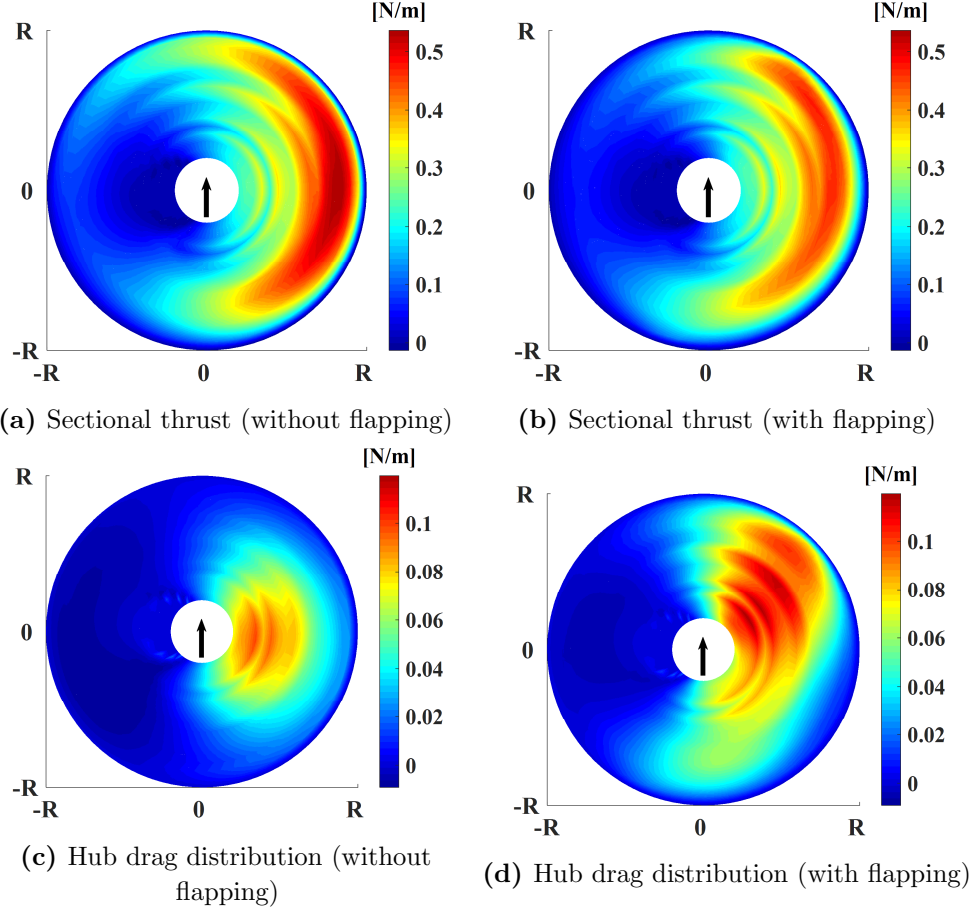 [N/m]
R
0.5
0.4
0.3
0
0.2
0.1
0
-R
-R 0 R
(a) Sectional thrust (without flapping)
[N/m]
R
0.5
0.4
0.3
0
0.2
0.1
0
-R
-R 0 R
(b) Sectional thrust (with flapping)
[N/m]
R
0.1
0.08
0.06
0
0.04
0.02
0
-R
-R 0 R
(c) Hub drag distribution (without
flapping)
[N/m]
R
0.1
0.08
0.06
0
0.04
0.02
0
-R
-R 0 R
(d) Hub drag distribution (with flapping)